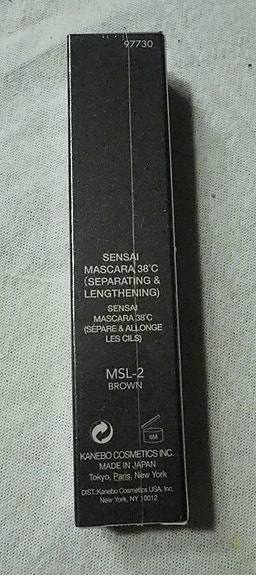 97730
SENSAI
MASCARA 38°C
(SEPARATING &
LENGTHENING)
SENSAI
MASCARA 38°C
(SÉPARE & ALLONGE
LES CILS)
MSL-2
BROWN
6M
KANEBO COSMETICS INC.
MADE IN JAPAN
Tokyo, Paris, New York
DIST.:Kanebo Cosmetics USA, Inc.
New York, NY 10012